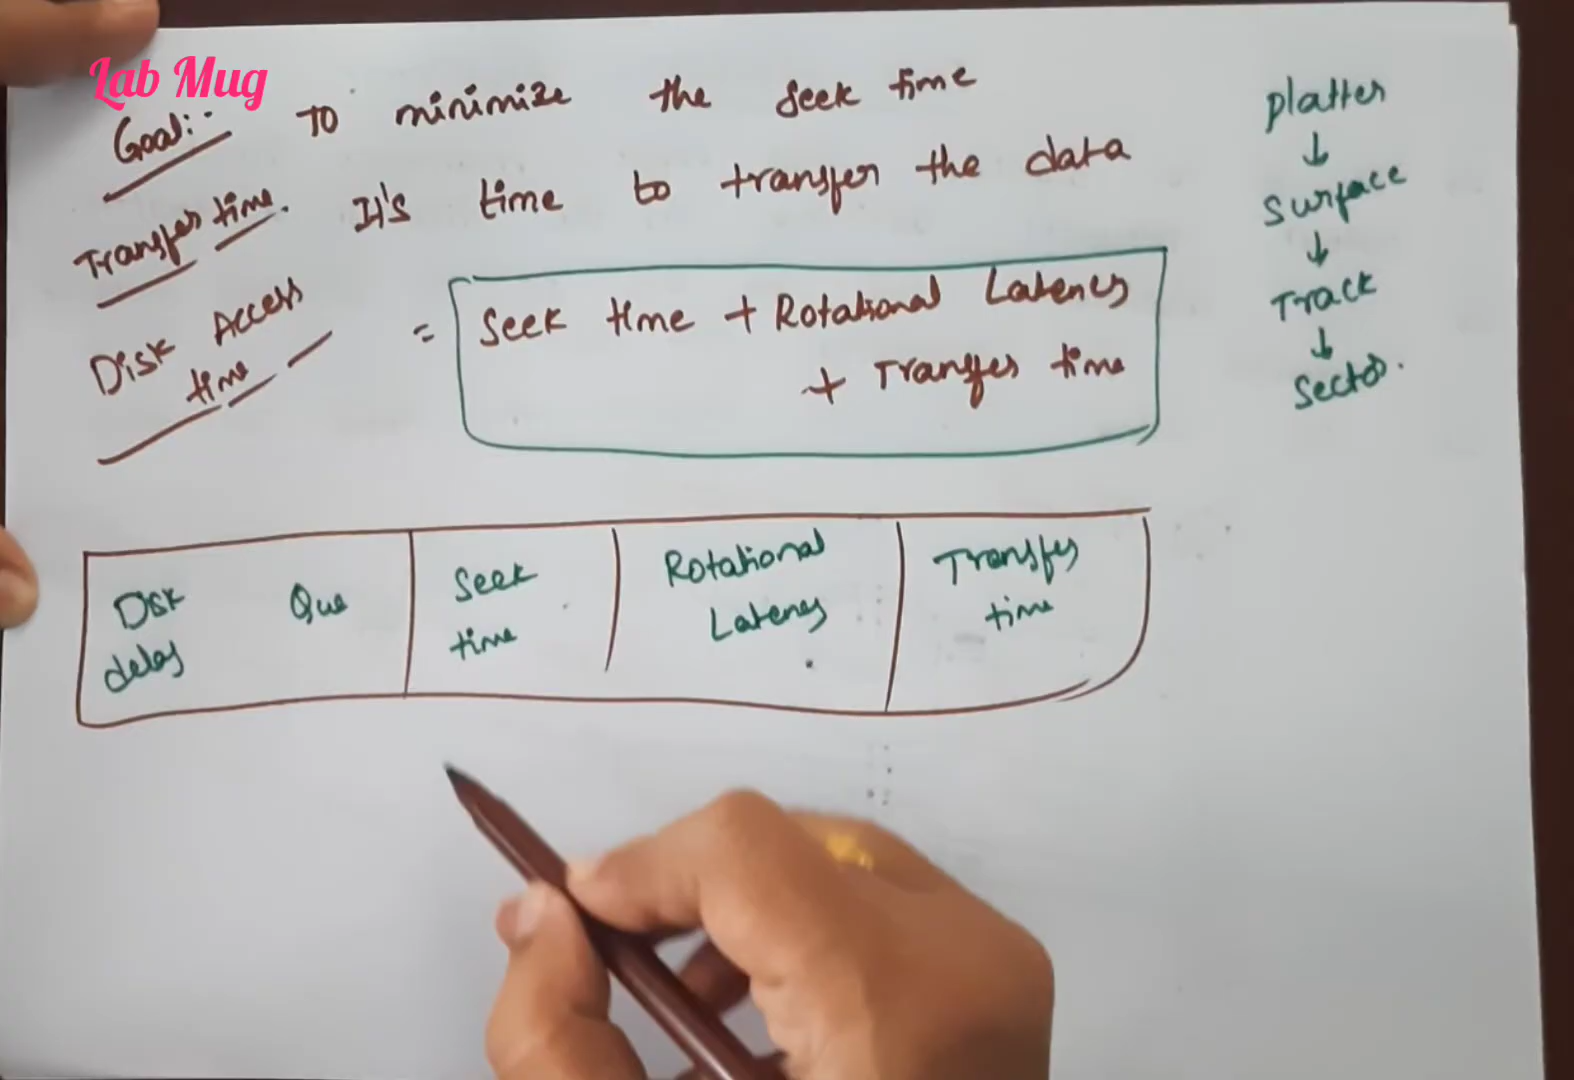 Lab Mug
Goal:- To minimize the seek time
Transfer time. It's time to transfer the data
Disk Access time = Seek time + Rotational Latency
+ Transfer time
Platter
↓
Surface
↓
Track
↓
Sector.
Disk Que delay
Seek time
Rotational Latency
Transfer time